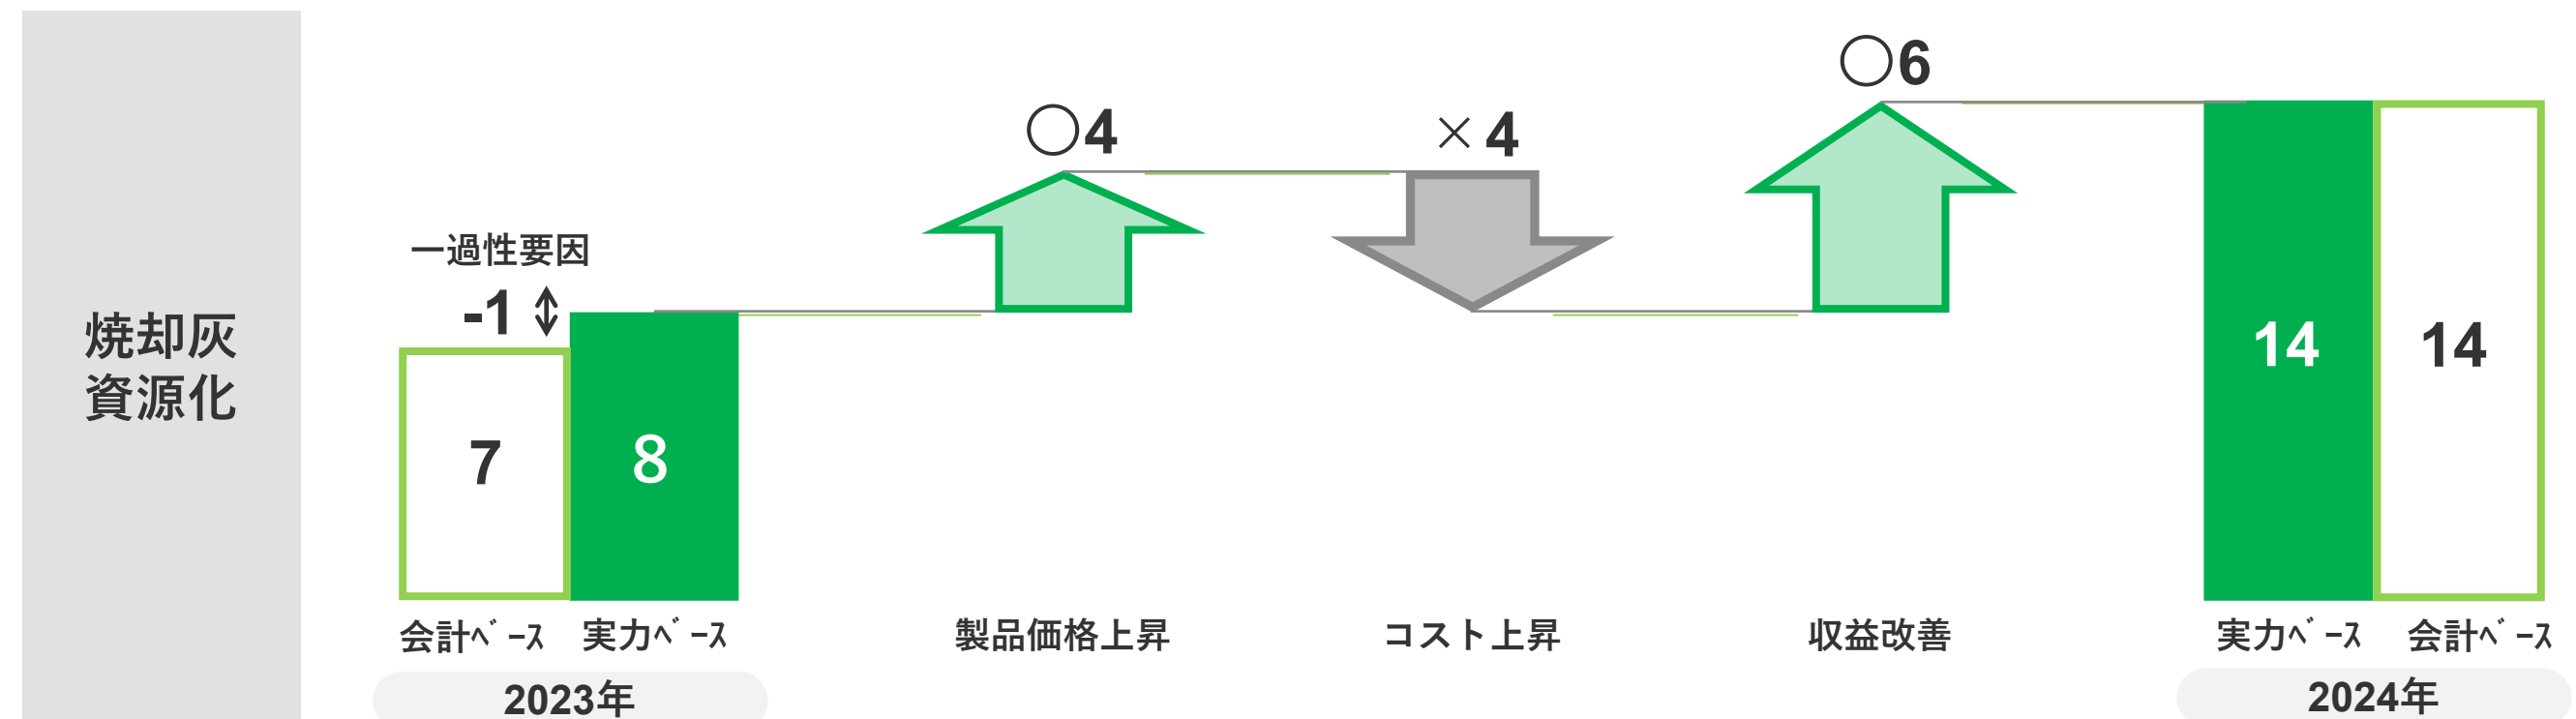 焼却灰
資源化
一過性要因
-1
7
8
○4
×4
○6
14
14
会計ﾍﾞｰｽ
実力ﾍﾞｰｽ
製品価格上昇
コスト上昇
収益改善
実力ﾍﾞｰｽ
会計ﾍﾞｰｽ
2023年
2024年